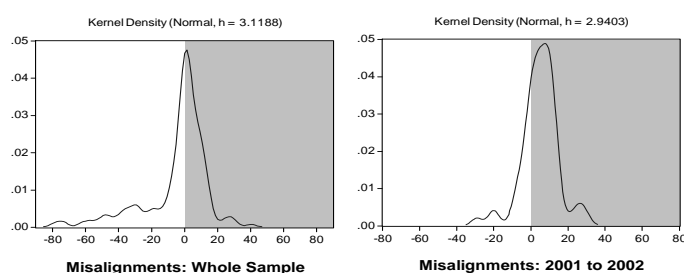 Kernel Density (Normal, h = 3.1188)
.05
.04
.03
.02
.01
.00
-80 -60 -40 -20 0 20 40 60 80
Misalignments: Whole Sample
Kernel Density (Normal, h = 2.9403)
.05
.04
.03
.02
.01
.00
-80 -60 -40 -20 0 20 40 60 80
Misalignments: 2001 to 2002